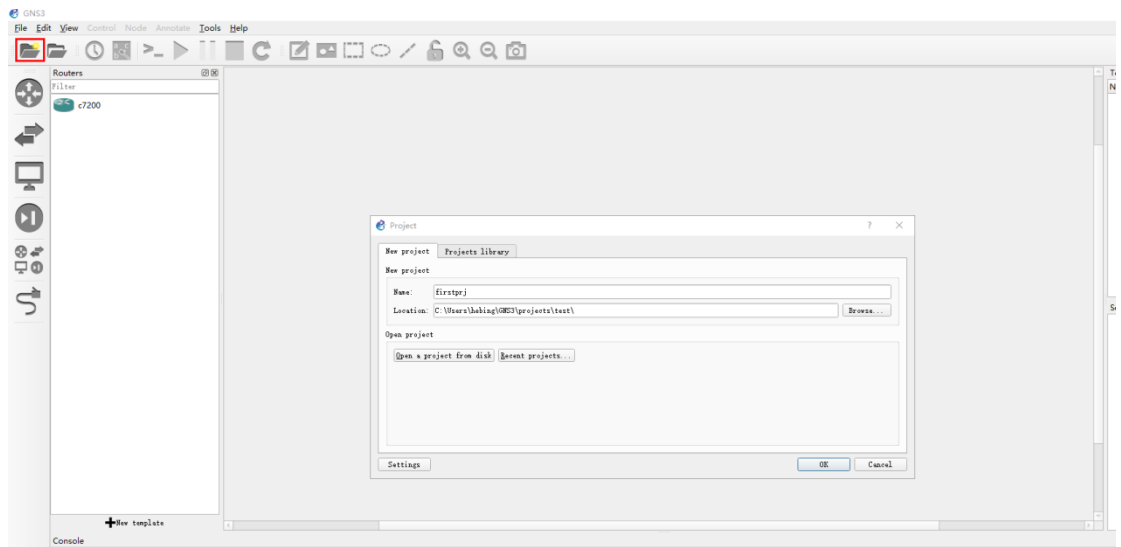 GNS3
File Edit View Control Node Annotate Tools Help
Routers
Filter
c7200
Project
New project Projects library
New project
Name: firstprj
Location: C:\Users\hebing\GNS3\projects\test\ Browse...
Open project
Open a project from disk Recent projects...
Settings OK Cancel
New template
Console